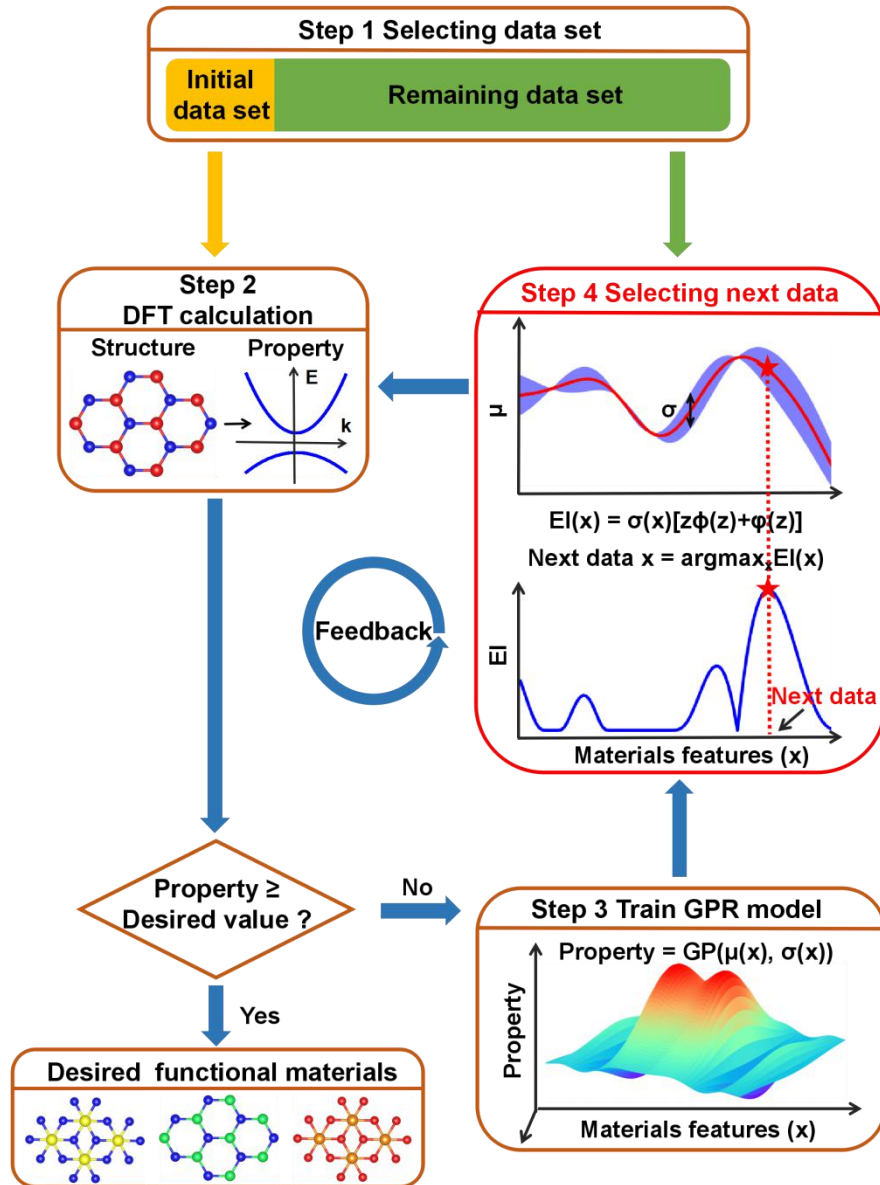 Step 1 Selecting data set
Initial
data set
Remaining data set
Step 2
DFT calculation
Structure
Property
E
k
Step 4 Selecting next data
μ
σ
EI(x) = σ(x)[zϕ(z)+φ(z)]
Next data x = argmaxₓEI(x)
EI
Next data
Materials features (x)
Feedback
Property ≥
Desired value ?
No
Yes
Step 3 Train GPR model
Property = GP(μ(x), σ(x))
Property
Materials features (x)
Desired functional materials